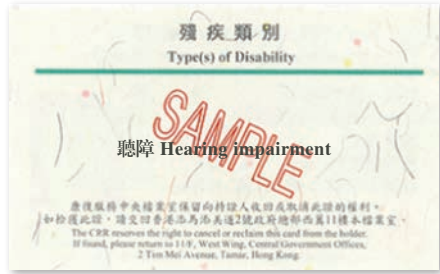 殘疾類別
Type(s) of Disability
SAMPLE
聽障 Hearing impairment
康復服務中央檔案室保留向持證人收回或取消此證的權利。
如拾獲此證，請交回香港添馬添美道2號政府總部西翼11樓本檔案室。
The CRR reserves the right to cancel or reclaim this card from the holder.
If found, please return to 11/F, West Wing, Central Government Offices,
2 Tim Mei Avenue, Tamar, Hong Kong.